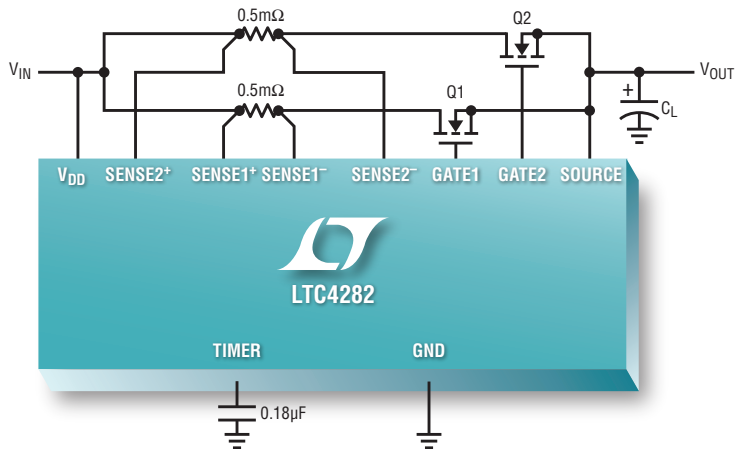 0.5mΩ
Q2
VIN
VOUT
0.5mΩ
Q1
+
CL
VDD SENSE2+ SENSE1+ SENSE1– SENSE2– GATE1 GATE2 SOURCE
LTC4282
TIMER GND
0.18µF